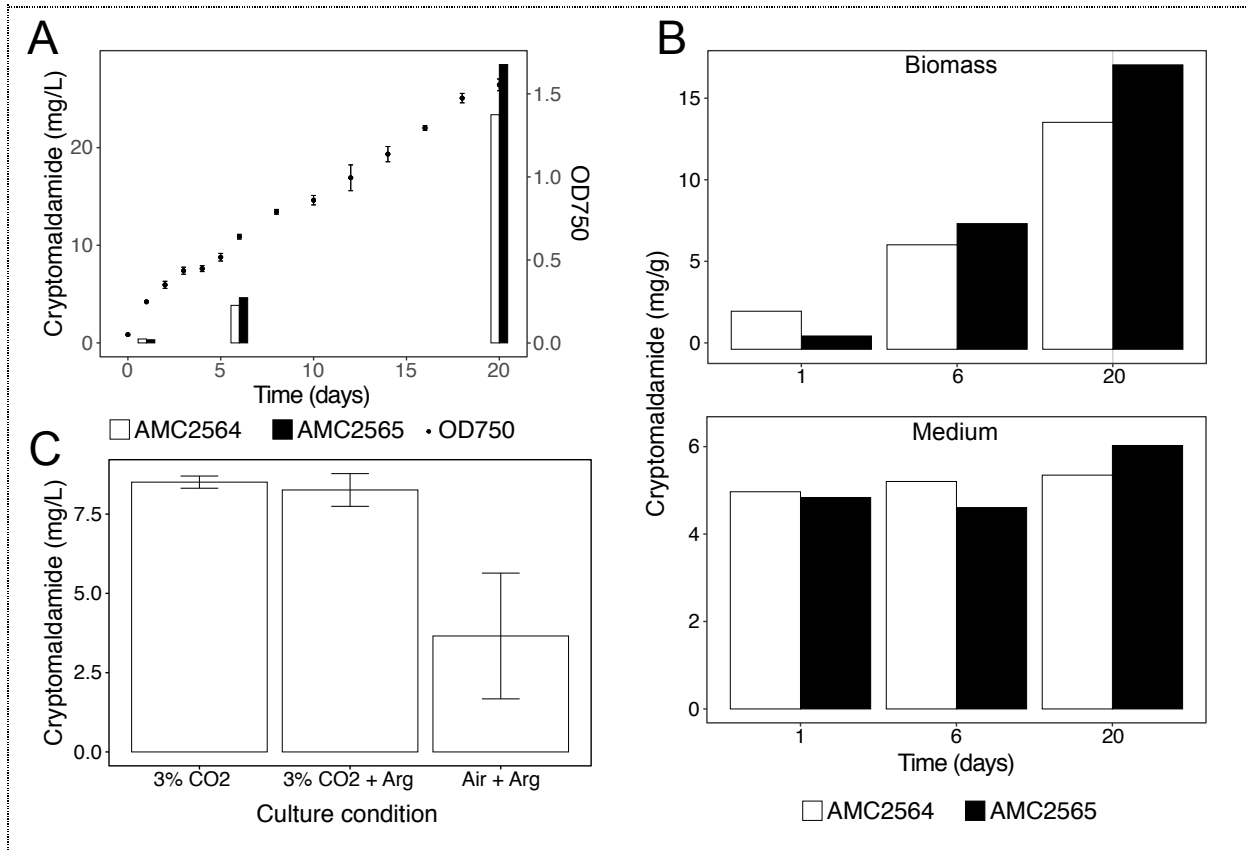 A
Cryptomaldamide (mg/L)
20
10
0
1.5
1.0
0.5
0.0
OD750
0 5 10 15 20
Time (days)
AMC2564 AMC2565 OD750
B
Cryptomaldamide (mg/g)
Biomass
15
10
5
0
1 6 20
Medium
6
4
2
0
1 6 20
Time (days)
AMC2564 AMC2565
C
Cryptomaldamide (mg/L)
7.5
5.0
2.5
0.0
3% CO2 3% CO2 + Arg Air + Arg
Culture condition